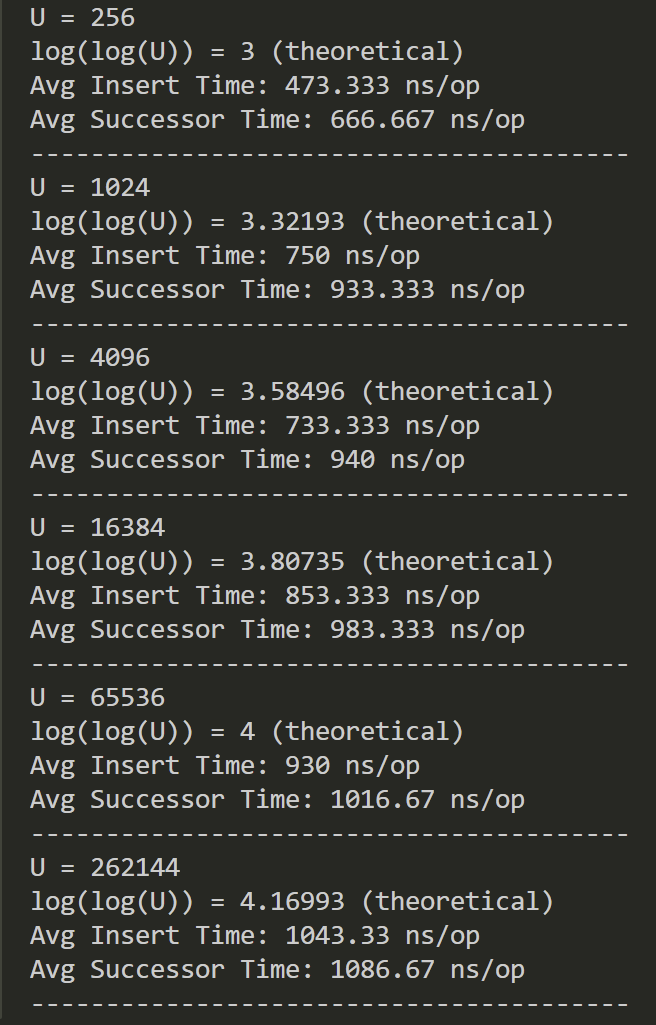 U = 256
log(log(U)) = 3 (theoretical)
Avg Insert Time: 473.333 ns/op
Avg Successor Time: 666.667 ns/op
----------------------------------------
U = 1024
log(log(U)) = 3.32193 (theoretical)
Avg Insert Time: 750 ns/op
Avg Successor Time: 933.333 ns/op
----------------------------------------
U = 4096
log(log(U)) = 3.58496 (theoretical)
Avg Insert Time: 733.333 ns/op
Avg Successor Time: 940 ns/op
----------------------------------------
U = 16384
log(log(U)) = 3.80735 (theoretical)
Avg Insert Time: 853.333 ns/op
Avg Successor Time: 983.333 ns/op
----------------------------------------
U = 65536
log(log(U)) = 4 (theoretical)
Avg Insert Time: 930 ns/op
Avg Successor Time: 1016.67 ns/op
----------------------------------------
U = 262144
log(log(U)) = 4.16993 (theoretical)
Avg Insert Time: 1043.33 ns/op
Avg Successor Time: 1086.67 ns/op
----------------------------------------